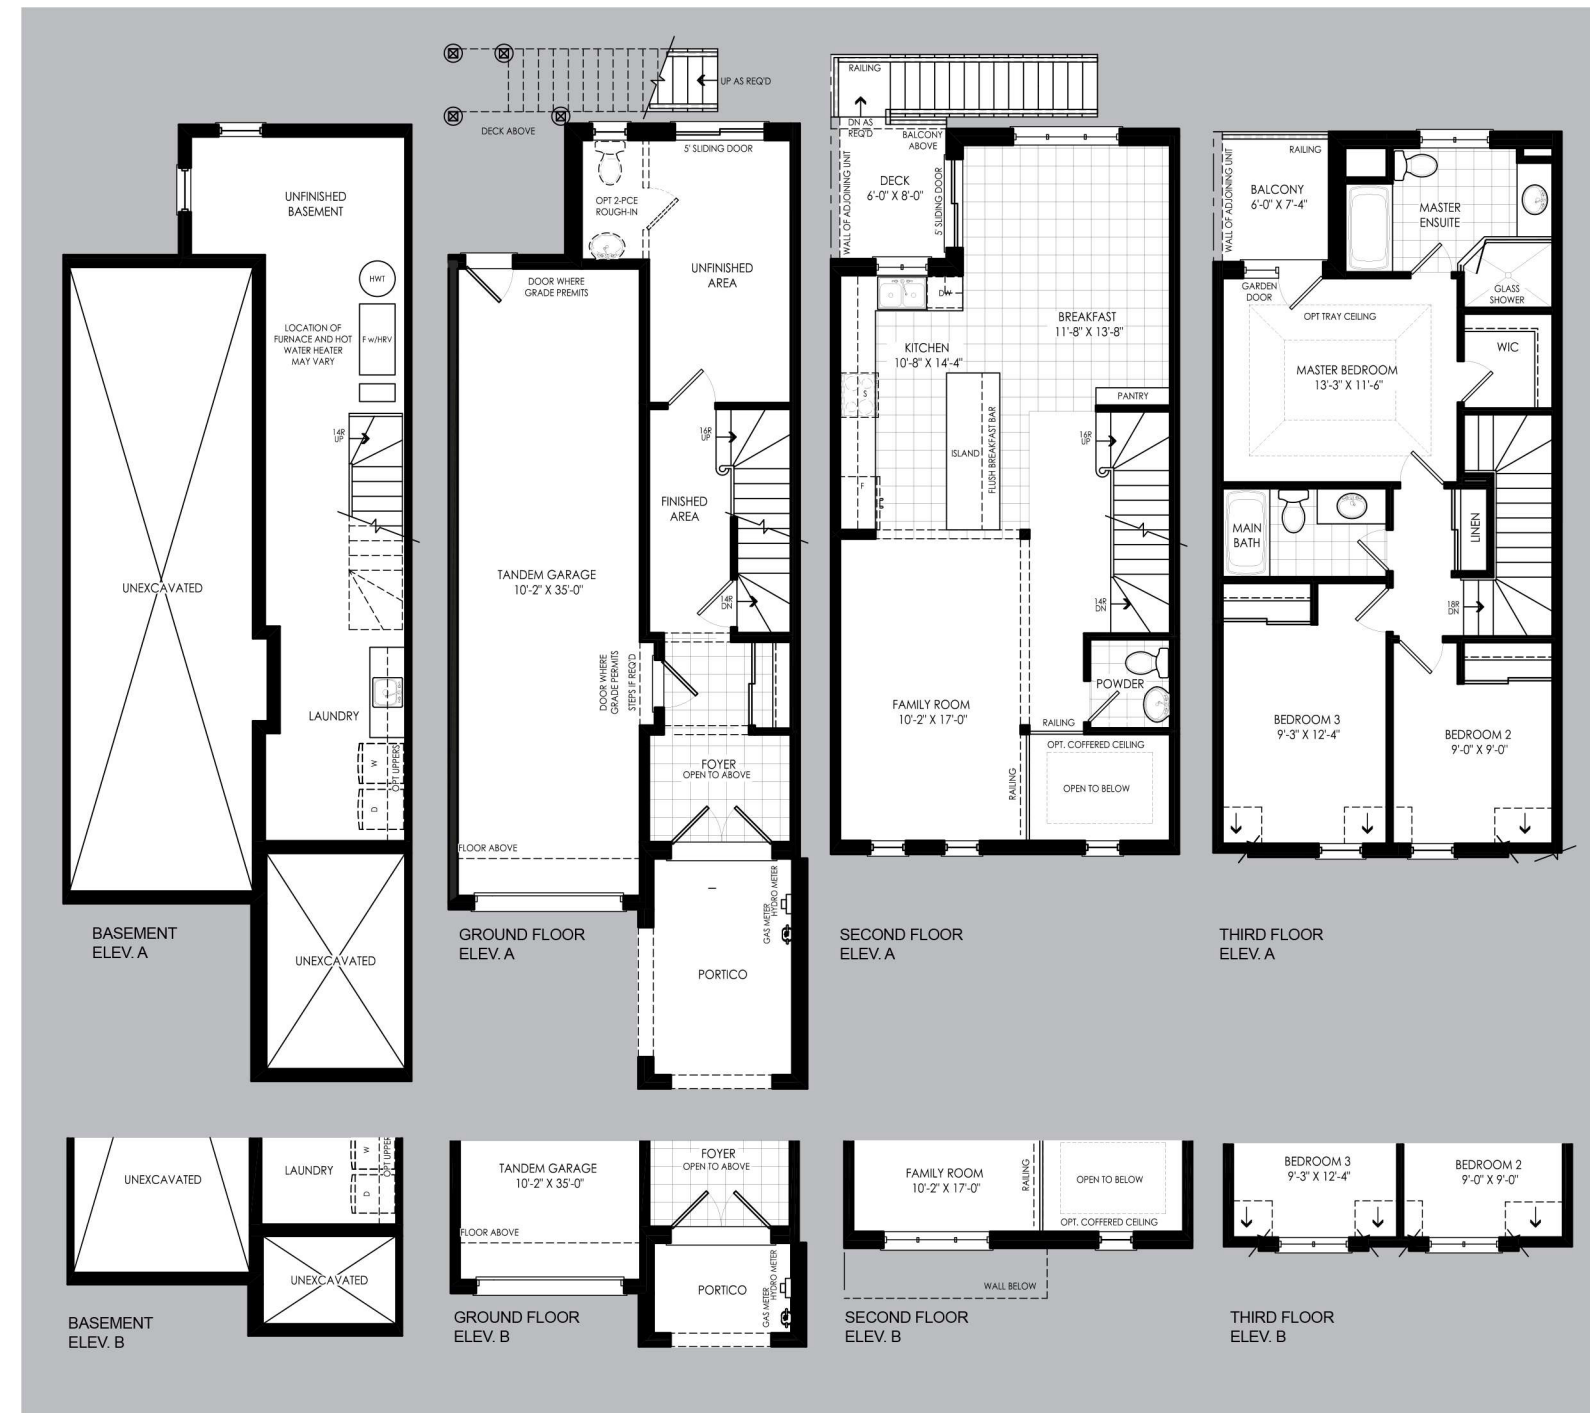 UNFINISHED
BASEMENT
HWT
LOCATION OF
FURNACE AND HOT
WATER HEATER
MAY VARY
F w/HRV
14R
UP
UNEXCAVATED
LAUNDRY
W
D
OPT UPPERS
UNEXCAVATED
BASEMENT
ELEV. A
UP AS REQ'D
DECK ABOVE
5' SLIDING DOOR
OPT 2-PCE
ROUGH-IN
UNFINISHED
AREA
DOOR WHERE
GRADE PREMITS
16R
UP
FINISHED
AREA
TANDEM GARAGE
10'-2" X 35'-0"
14R
DN
DOOR WHERE
GRADE PERMITS
STEPS IF REQ'D
FOYER
OPEN TO ABOVE
FLOOR ABOVE
GAS METER
HYDRO METER
PORTICO
GROUND FLOOR
ELEV. A
RAILING
DN AS
REQ'D
BALCONY
ABOVE
WALL OF ADJOINING UNIT
DECK
6'-0" X 8'-0"
5' SLIDING DOOR
DW
BREAKFAST
11'-8" X 13'-8"
KITCHEN
10'-8" X 14'-4"
S
PANTRY
ISLAND
FLUSH BREAKFAST BAR
16R
UP
F
14R
DN
POWDER
FAMILY ROOM
10'-2" X 17'-0"
RAILING
OPT. COFFERED CEILING
RAILING
OPEN TO BELOW
SECOND FLOOR
ELEV. A
RAILING
WALL OF ADJOINING UNIT
BALCONY
6'-0" X 7'-4"
MASTER
ENSUITE
GARDEN
DOOR
GLASS
SHOWER
OPT TRAY CEILING
WIC
MASTER BEDROOM
13'-3" X 11'-6"
MAIN
BATH
LINEN
18R
DN
BEDROOM 3
9'-3" X 12'-4"
BEDROOM 2
9'-0" X 9'-0"
THIRD FLOOR
ELEV. A
UNEXCAVATED
LAUNDRY
W
D
OPT UPPER
UNEXCAVATED
BASEMENT
ELEV. B
TANDEM GARAGE
10'-2" X 35'-0"
FOYER
OPEN TO ABOVE
FLOOR ABOVE
PORTICO
GAS METER
HYDRO METER
GROUND FLOOR
ELEV. B
FAMILY ROOM
10'-2" X 17'-0"
RAILING
OPEN TO BELOW
OPT. COFFERED CEILING
WALL BELOW
SECOND FLOOR
ELEV. B
BEDROOM 3
9'-3" X 12'-4"
BEDROOM 2
9'-0" X 9'-0"
THIRD FLOOR
ELEV. B